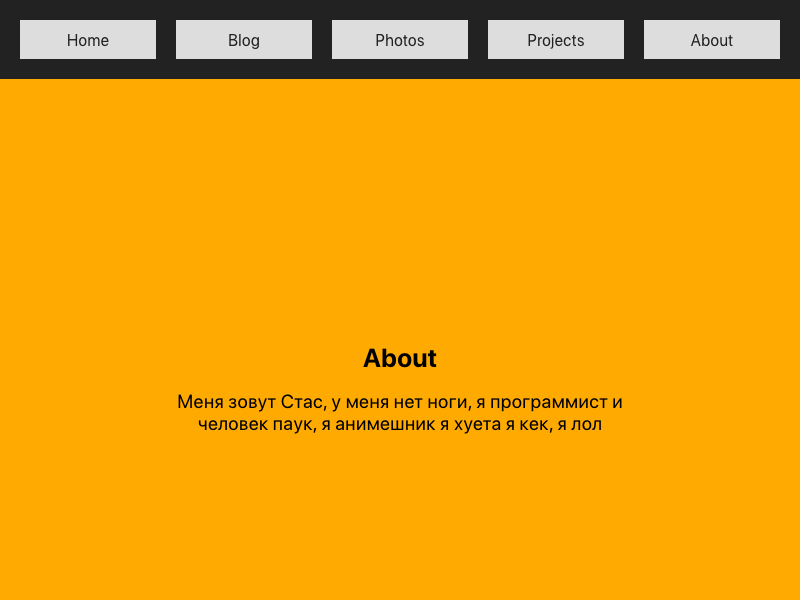 Home Blog Photos Projects About
About
Меня зовут Стас, у меня нет ноги, я программист и
человек паук, я анимешник я хуета я кек, я лол